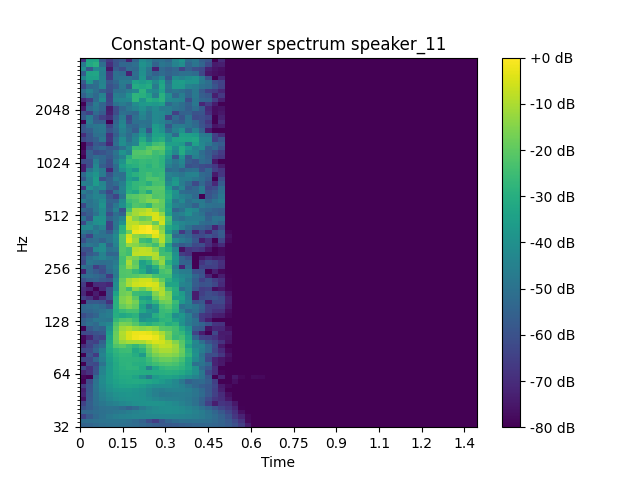 Constant-Q power spectrum speaker_11
Hz
2048
1024
512
256
128
64
32
0 0.15 0.3 0.45 0.6 0.75 0.9 1.1 1.2 1.4
Time
+0 dB
-10 dB
-20 dB
-30 dB
-40 dB
-50 dB
-60 dB
-70 dB
-80 dB